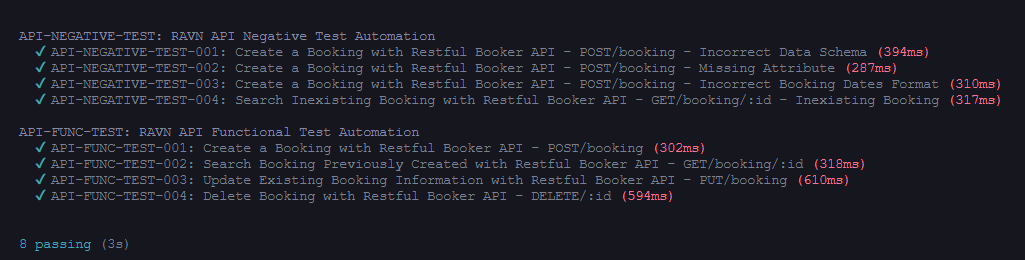 API-NEGATIVE-TEST: RAVN API Negative Test Automation
✓ API-NEGATIVE-TEST-001: Create a Booking with Restful Booker API - POST/booking - Incorrect Data Schema (394ms)
✓ API-NEGATIVE-TEST-002: Create a Booking with Restful Booker API - POST/booking - Missing Attribute (287ms)
✓ API-NEGATIVE-TEST-003: Create a Booking with Restful Booker API - POST/booking - Incorrect Booking Dates Format (310ms)
✓ API-NEGATIVE-TEST-004: Search Inexisting Booking with Restful Booker API - GET/booking/:id - Inexisting Booking (317ms)
API-FUNC-TEST: RAVN API Functional Test Automation
✓ API-FUNC-TEST-001: Create a Booking with Restful Booker API - POST/booking (302ms)
✓ API-FUNC-TEST-002: Search Booking Previously Created with Restful Booker API - GET/booking/:id (318ms)
✓ API-FUNC-TEST-003: Update Existing Booking Information with Restful Booker API - PUT/booking (610ms)
✓ API-FUNC-TEST-004: Delete Booking with Restful Booker API - DELETE/:id (594ms)
8 passing (3s)